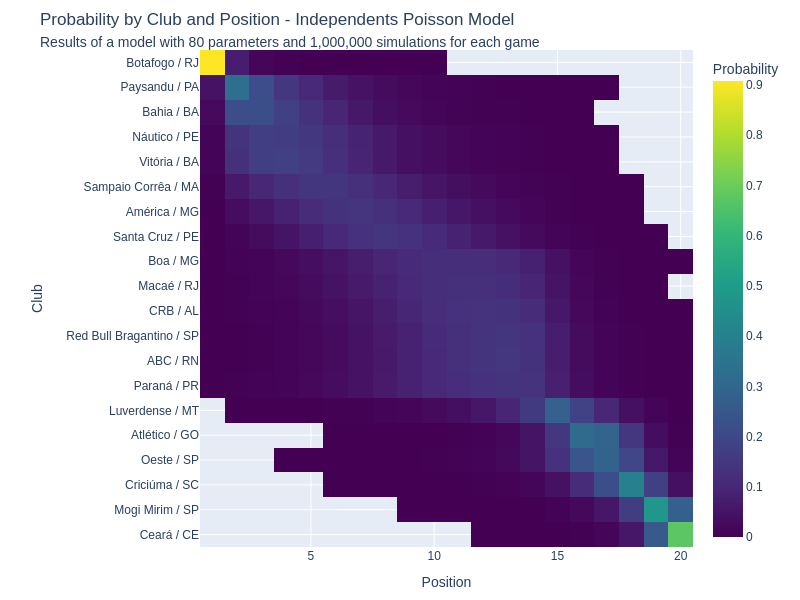 Probability by Club and Position - Independents Poisson Model
Results of a model with 80 parameters and 1,000,000 simulations for each game
Probability
Botafogo / RJ
Paysandu / PA
Bahia / BA
Náutico / PE
Vitória / BA
Sampaio Corrêa / MA
América / MG
Santa Cruz / PE
Boa / MG
Macaé / RJ
CRB / AL
Red Bull Bragantino / SP
ABC / RN
Paraná / PR
Luverdense / MT
Atlético / GO
Oeste / SP
Criciúma / SC
Mogi Mirim / SP
Ceará / CE
Club
5
10
15
20
Position
0.9
0.8
0.7
0.6
0.5
0.4
0.3
0.2
0.1
0